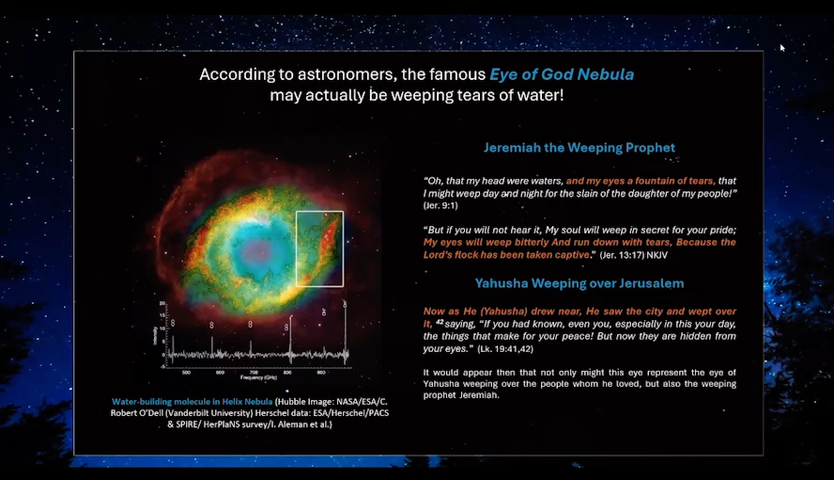 According to astronomers, the famous Eye of God Nebula
may actually be weeping tears of water!
Jeremiah the Weeping Prophet
“Oh, that my head were waters, and my eyes a fountain of tears, that
I might weep day and night for the slain of the daughter of my people!”
(Jer. 9:1)
“But if you will not hear it, My soul will weep in secret for your pride;
My eyes will weep bitterly And run down with tears, Because the
Lord’s flock has been taken captive.” (Jer. 13:17) NKJV
Yahusha Weeping over Jerusalem
Now as He (Yahusha) drew near, He saw the city and wept over
it, 42 saying, “If you had known, even you, especially in this your day,
the things that make for your peace! But now they are hidden from
your eyes.” (Lk. 19:41,42)
It would appear then that not only might this eye represent the eye of
Yahusha weeping over the people whom he loved, but also the weeping
prophet Jeremiah.
Intensity
20
15
10
5
0
CO CO CO CO
500 600 700 800 900
Frequency (GHz)
Water-building molecule in Helix Nebula (Hubble Image: NASA/ESA/C.
Robert O’Dell (Vanderbilt University) Herschel data: ESA/Herschel/PACS
& SPIRE/ HerPlaNS survey/I. Aleman et al.)